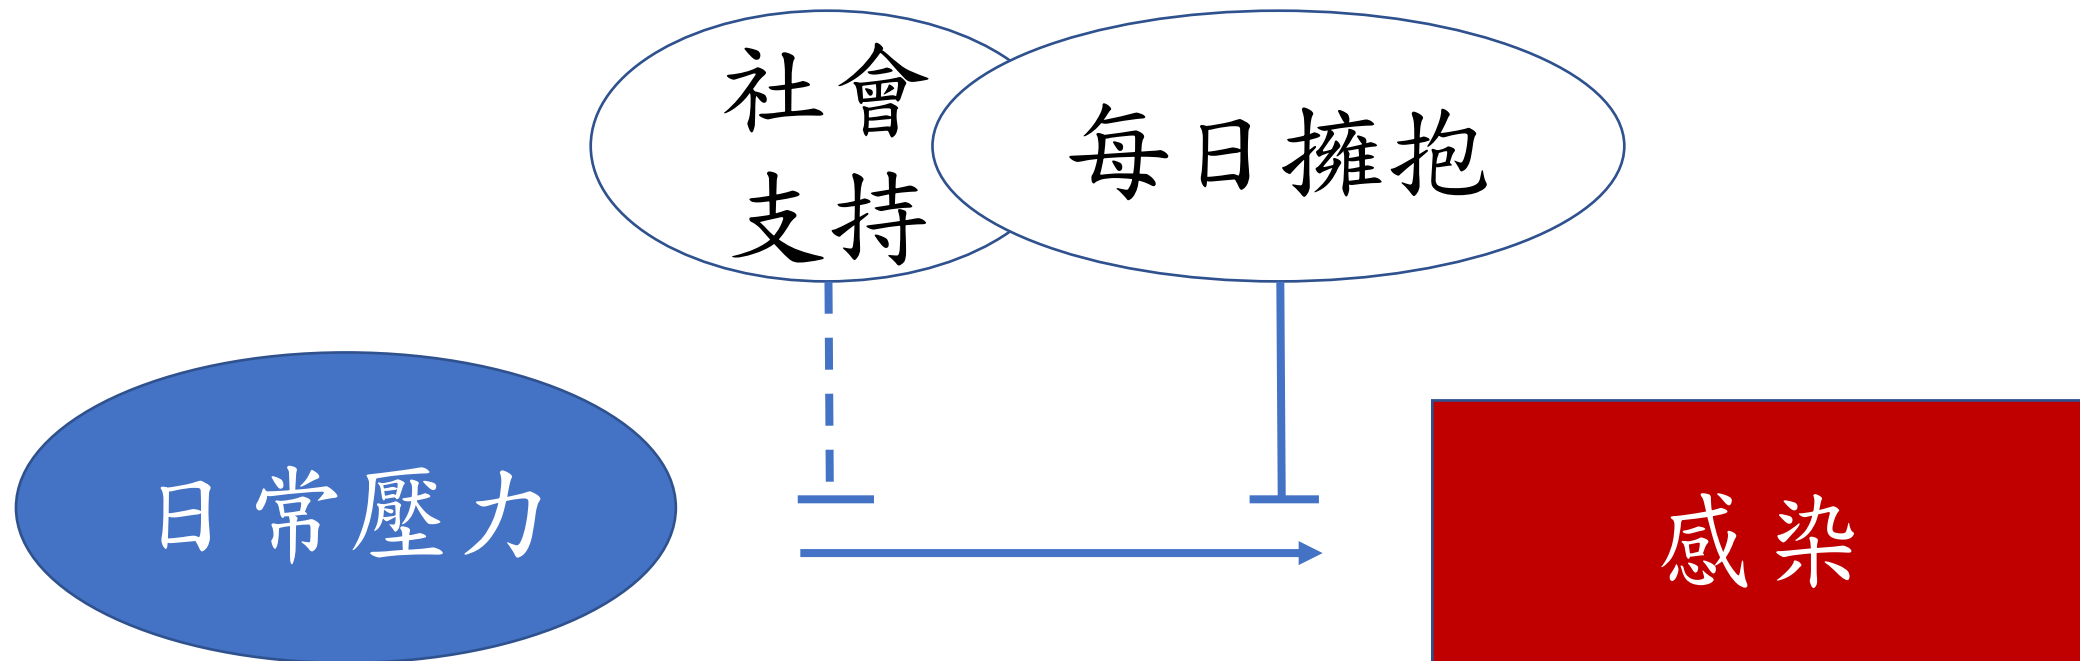 社會
支持
每日擁抱
日常壓力
感染